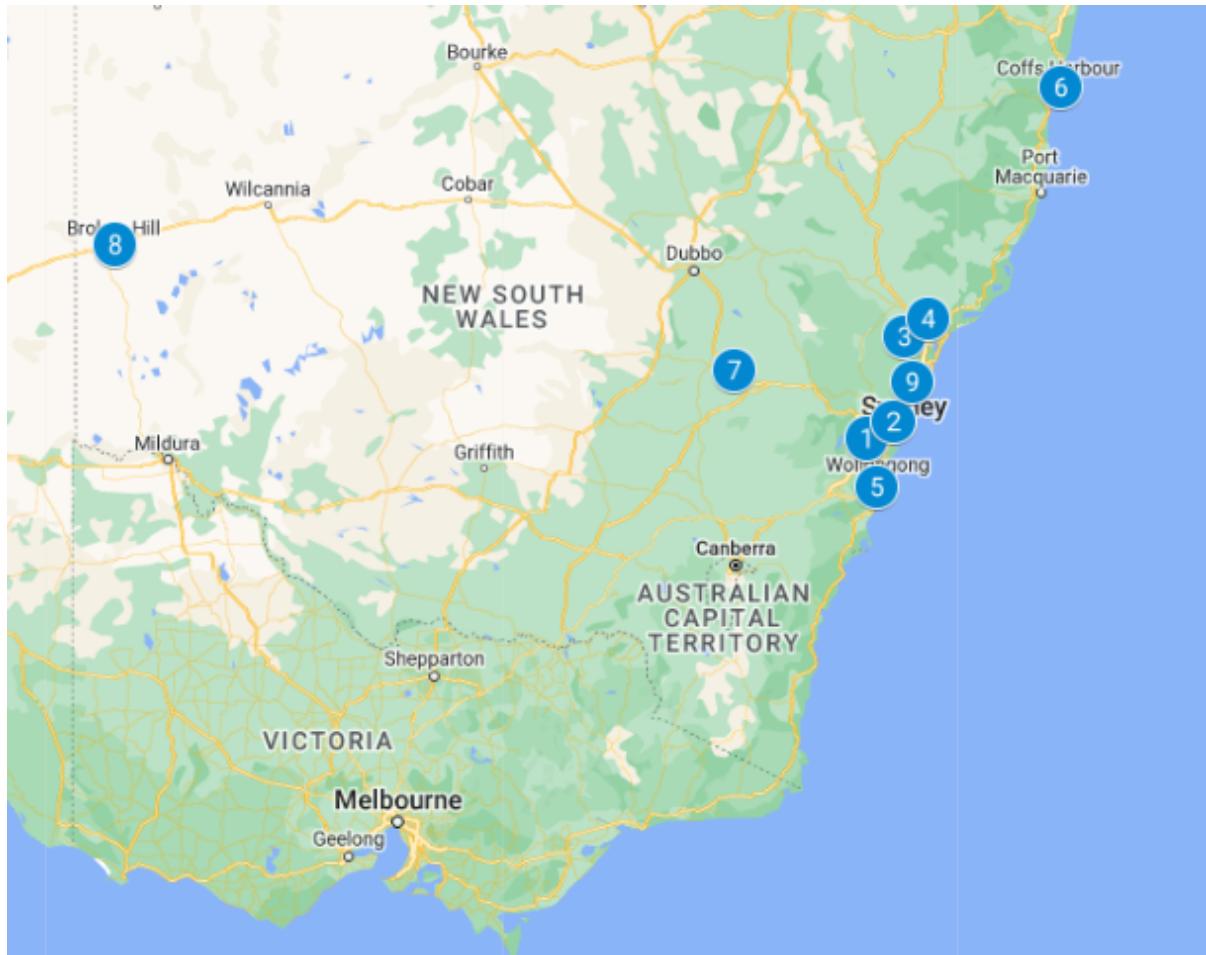 Bourke
Coffs Harbour
6
Port
Macquarie
Wilcannia
Cobar
Broken Hill
8
Dubbo
NEW SOUTH
WALES
4
3
7
9
Sydney
2
1
Mildura
Griffith
Wollongong
5
Canberra
AUSTRALIAN
CAPITAL
TERRITORY
Shepparton
VICTORIA
Melbourne
Geelong